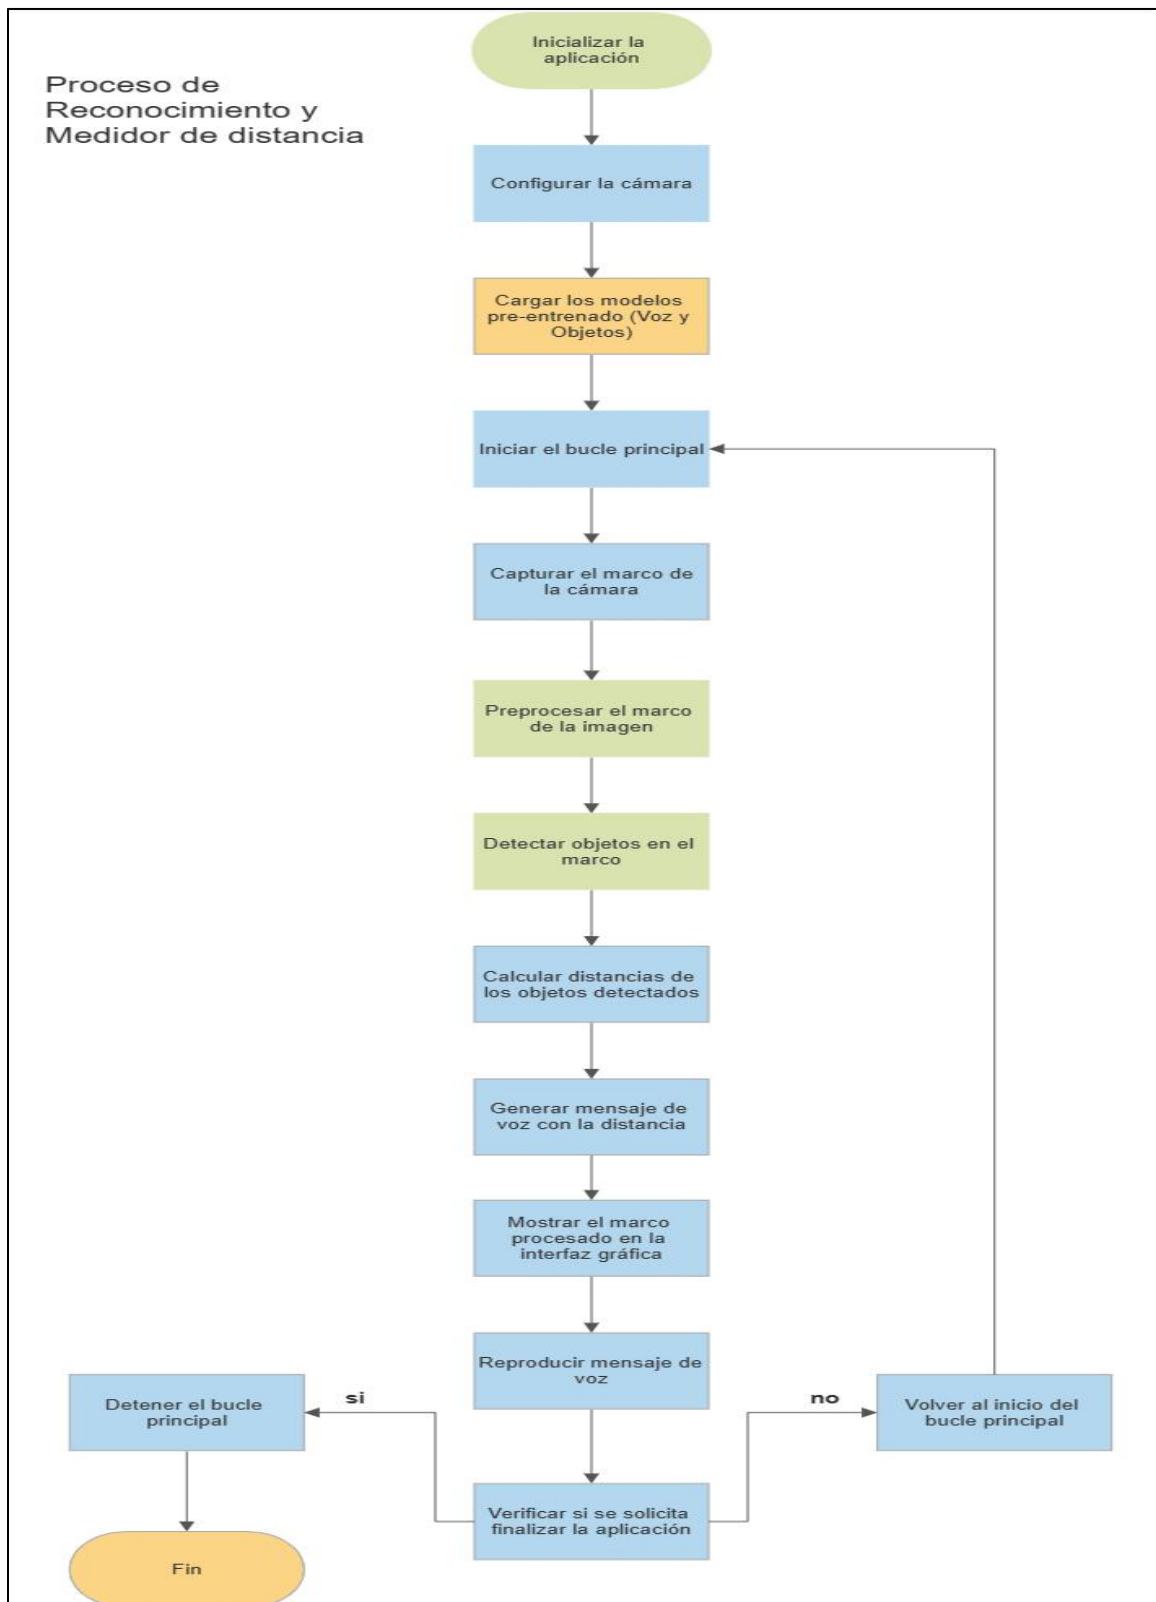 Inicializar la
aplicación
Proceso de
Reconocimiento y
Medidor de distancia
Configurar la cámara
Cargar los modelos
pre-entrenado (Voz y
Objetos)
Iniciar el bucle principal
Capturar el marco de
la cámara
Preprocesar el marco
de la imagen
Detectar objetos en el
marco
Calcular distancias de
los objetos detectados
Generar mensaje de
voz con la distancia
Mostrar el marco
procesado en la
interfaz gráfica
Reproducir mensaje de
voz
Detener el bucle
principal
si
no
Volver al inicio del
bucle principal
Verificar si se solicita
finalizar la aplicación
Fin